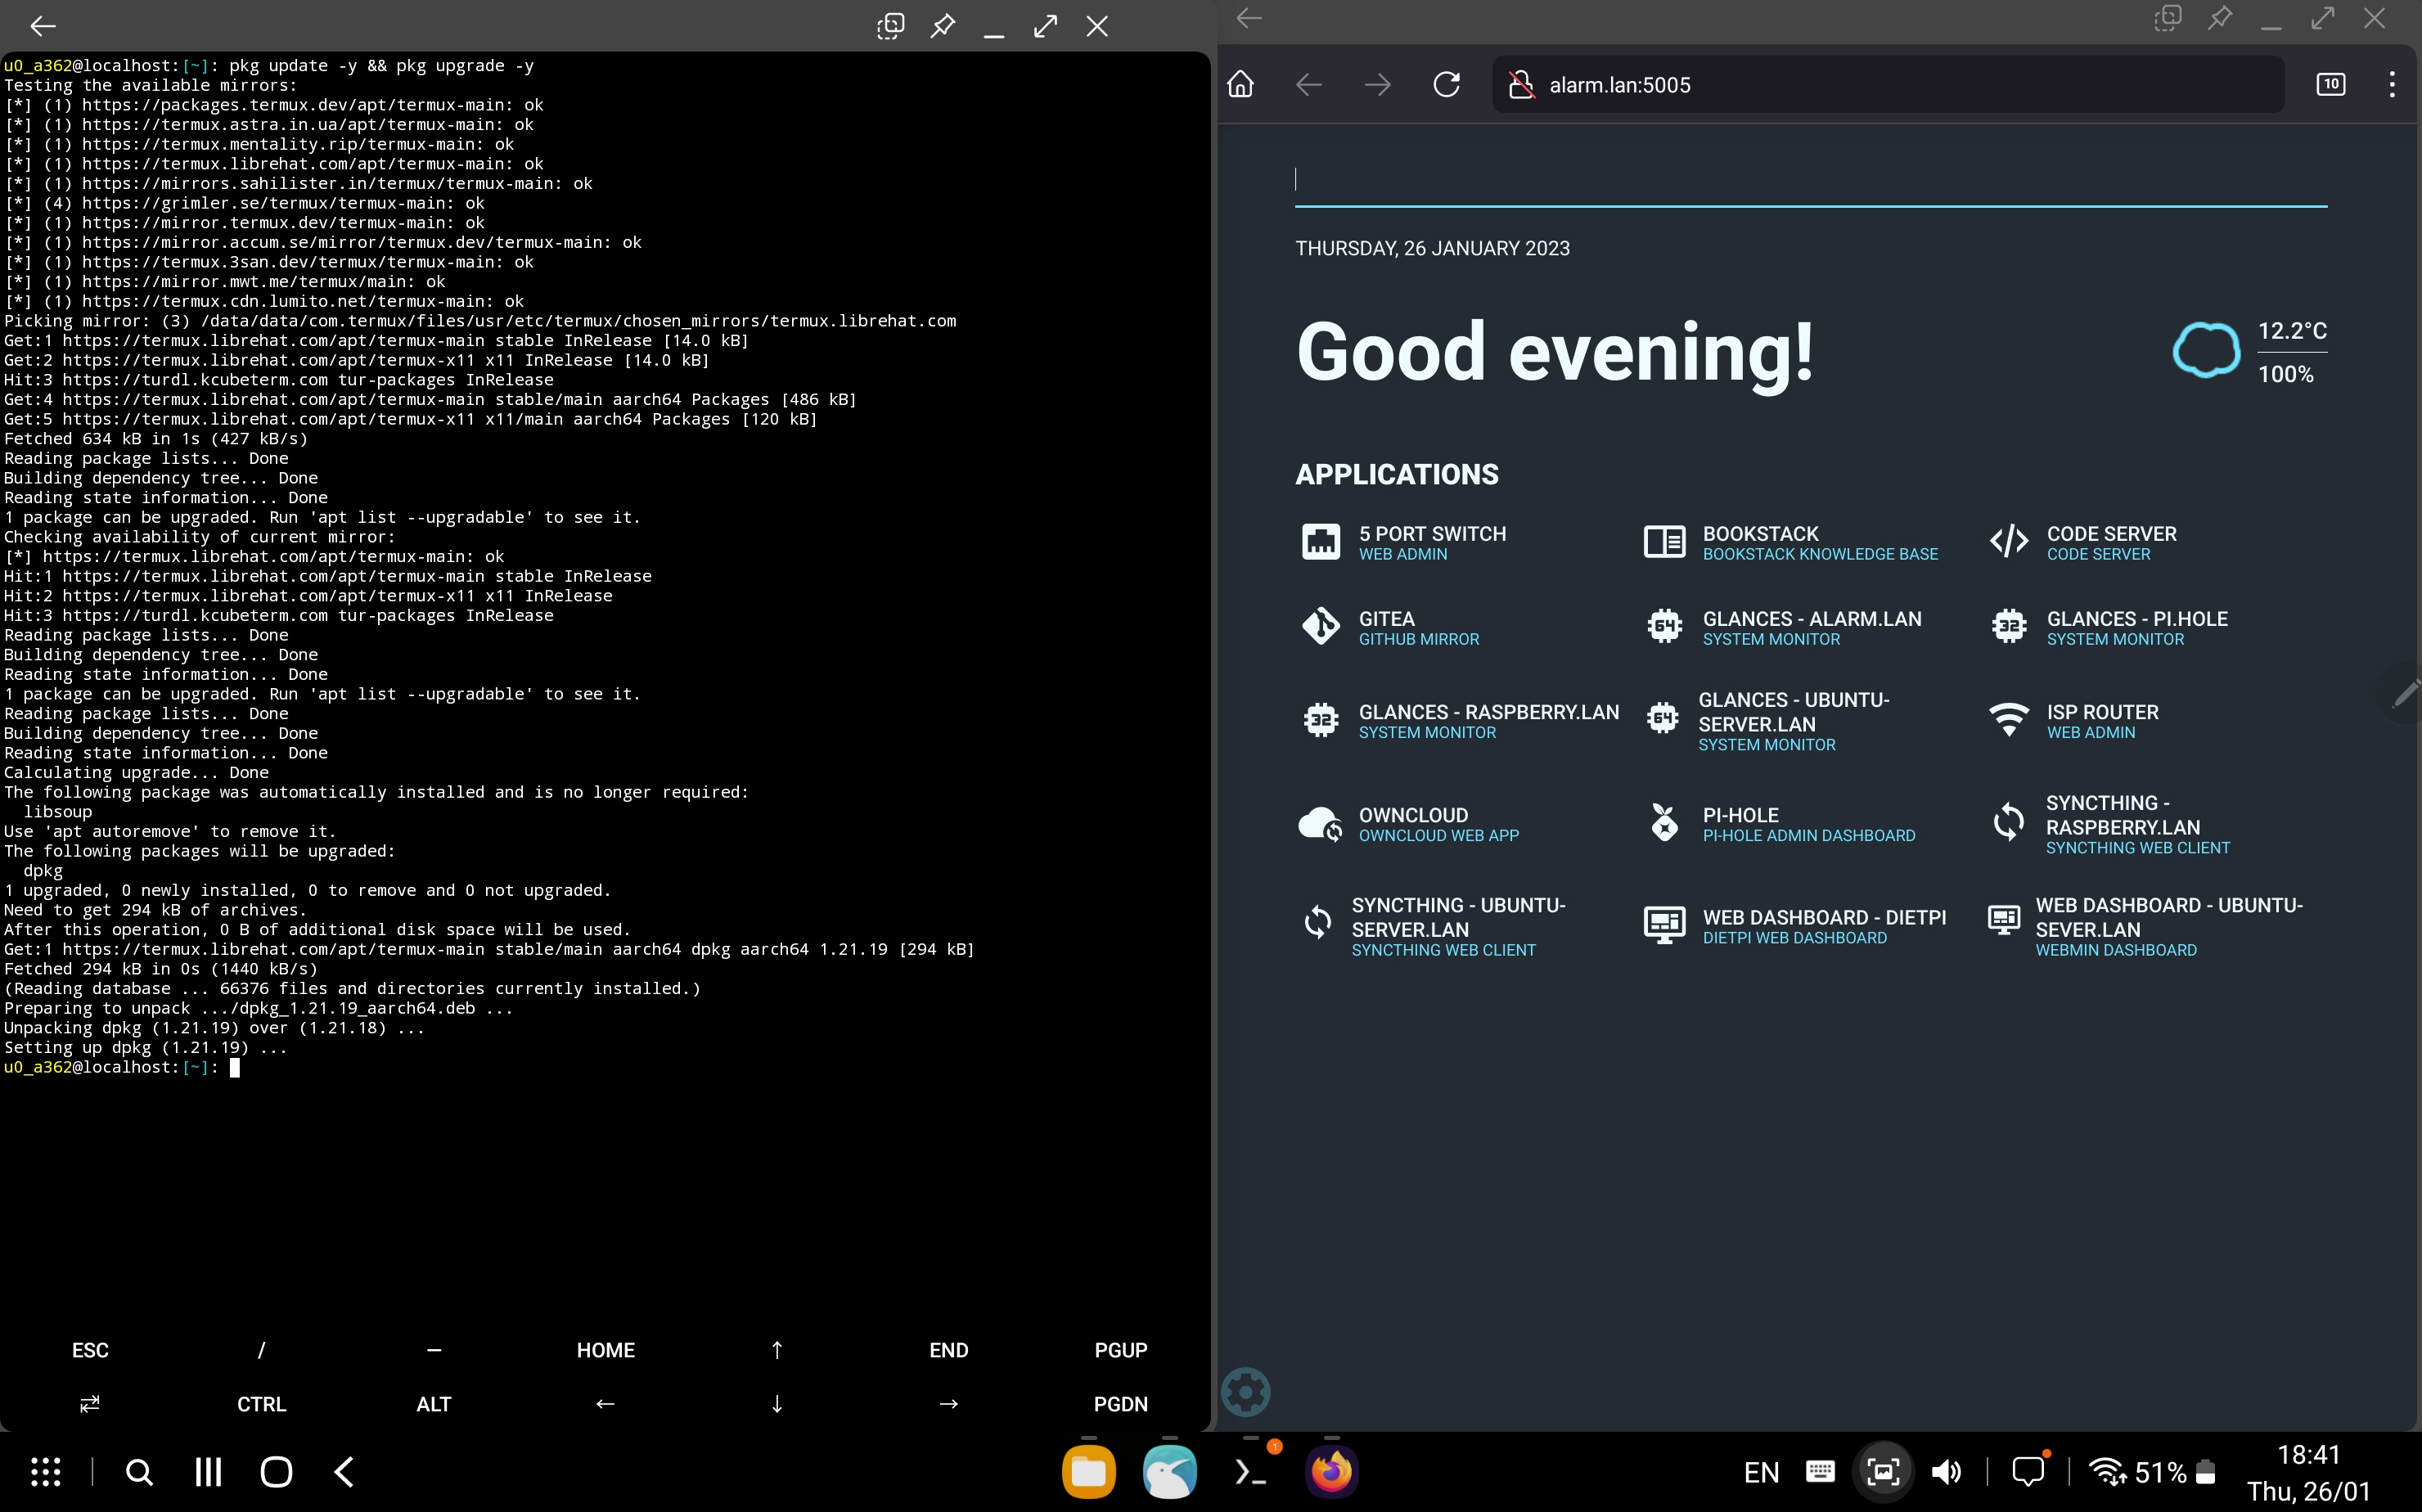 u0_a362@localhost:[~]: pkg update -y && pkg upgrade -y
Testing the available mirrors:
[*] (1) https://packages.termux.dev/apt/termux-main: ok
[*] (1) https://termux.astra.in.ua/apt/termux-main: ok
[*] (1) https://termux.mentality.rip/termux-main: ok
[*] (1) https://termux.librehat.com/apt/termux-main: ok
[*] (1) https://mirrors.sahilister.in/termux/termux-main: ok
[*] (4) https://grimler.se/termux/termux-main: ok
[*] (1) https://mirror.termux.dev/termux-main: ok
[*] (1) https://mirror.accum.se/mirror/termux.dev/termux-main: ok
[*] (1) https://termux.3san.dev/termux/termux-main: ok
[*] (1) https://mirror.mwt.me/termux/main: ok
[*] (1) https://termux.cdn.lumito.net/termux-main: ok
Picking mirror: (3) /data/data/com.termux/files/usr/etc/termux/chosen_mirrors/termux.librehat.com
Get:1 https://termux.librehat.com/apt/termux-main stable InRelease [14.0 kB]
Get:2 https://termux.librehat.com/apt/termux-x11 x11 InRelease [14.0 kB]
Hit:3 https://turdl.kcubeterm.com tur-packages InRelease
Get:4 https://termux.librehat.com/apt/termux-main stable/main aarch64 Packages [486 kB]
Get:5 https://termux.librehat.com/apt/termux-x11 x11/main aarch64 Packages [120 kB]
Fetched 634 kB in 1s (427 kB/s)
Reading package lists... Done
Building dependency tree... Done
Reading state information... Done
1 package can be upgraded. Run 'apt list --upgradable' to see it.
Checking availability of current mirror:
[*] https://termux.librehat.com/apt/termux-main: ok
Hit:1 https://termux.librehat.com/apt/termux-main stable InRelease
Hit:2 https://termux.librehat.com/apt/termux-x11 x11 InRelease
Hit:3 https://turdl.kcubeterm.com tur-packages InRelease
Reading package lists... Done
Building dependency tree... Done
Reading state information... Done
1 package can be upgraded. Run 'apt list --upgradable' to see it.
Reading package lists... Done
Building dependency tree... Done
Reading state information... Done
Calculating upgrade... Done
The following package was automatically installed and is no longer required:
  libsoup
Use 'apt autoremove' to remove it.
The following packages will be upgraded:
  dpkg
1 upgraded, 0 newly installed, 0 to remove and 0 not upgraded.
Need to get 294 kB of archives.
After this operation, 0 B of additional disk space will be used.
Get:1 https://termux.librehat.com/apt/termux-main stable/main aarch64 dpkg aarch64 1.21.19 [294 kB]
Fetched 294 kB in 0s (1440 kB/s)
(Reading database ... 66376 files and directories currently installed.)
Preparing to unpack .../dpkg_1.21.19_aarch64.deb ...
Unpacking dpkg (1.21.19) over (1.21.18) ...
Setting up dpkg (1.21.19) ...
u0_a362@localhost:[~]:
ESC / — HOME ↑ END PGUP
⇄ CTRL ALT ← ↓ → PGDN
alarm.lan:5005
10
THURSDAY, 26 JANUARY 2023
Good evening!
12.2°C
100%
APPLICATIONS
5 PORT SWITCH
WEB ADMIN
BOOKSTACK
BOOKSTACK KNOWLEDGE BASE
CODE SERVER
CODE SERVER
GITEA
GITHUB MIRROR
64
GLANCES - ALARM.LAN
SYSTEM MONITOR
32
GLANCES - PI.HOLE
SYSTEM MONITOR
32
GLANCES - RASPBERRY.LAN
SYSTEM MONITOR
64
GLANCES - UBUNTU-
SERVER.LAN
SYSTEM MONITOR
ISP ROUTER
WEB ADMIN
OWNCLOUD
OWNCLOUD WEB APP
PI-HOLE
PI-HOLE ADMIN DASHBOARD
SYNCTHING -
RASPBERRY.LAN
SYNCTHING WEB CLIENT
SYNCTHING - UBUNTU-
SERVER.LAN
SYNCTHING WEB CLIENT
WEB DASHBOARD - DIETPI
DIETPI WEB DASHBOARD
WEB DASHBOARD - UBUNTU-
SEVER.LAN
WEBMIN DASHBOARD
1
EN
51%
18:41
Thu, 26/01